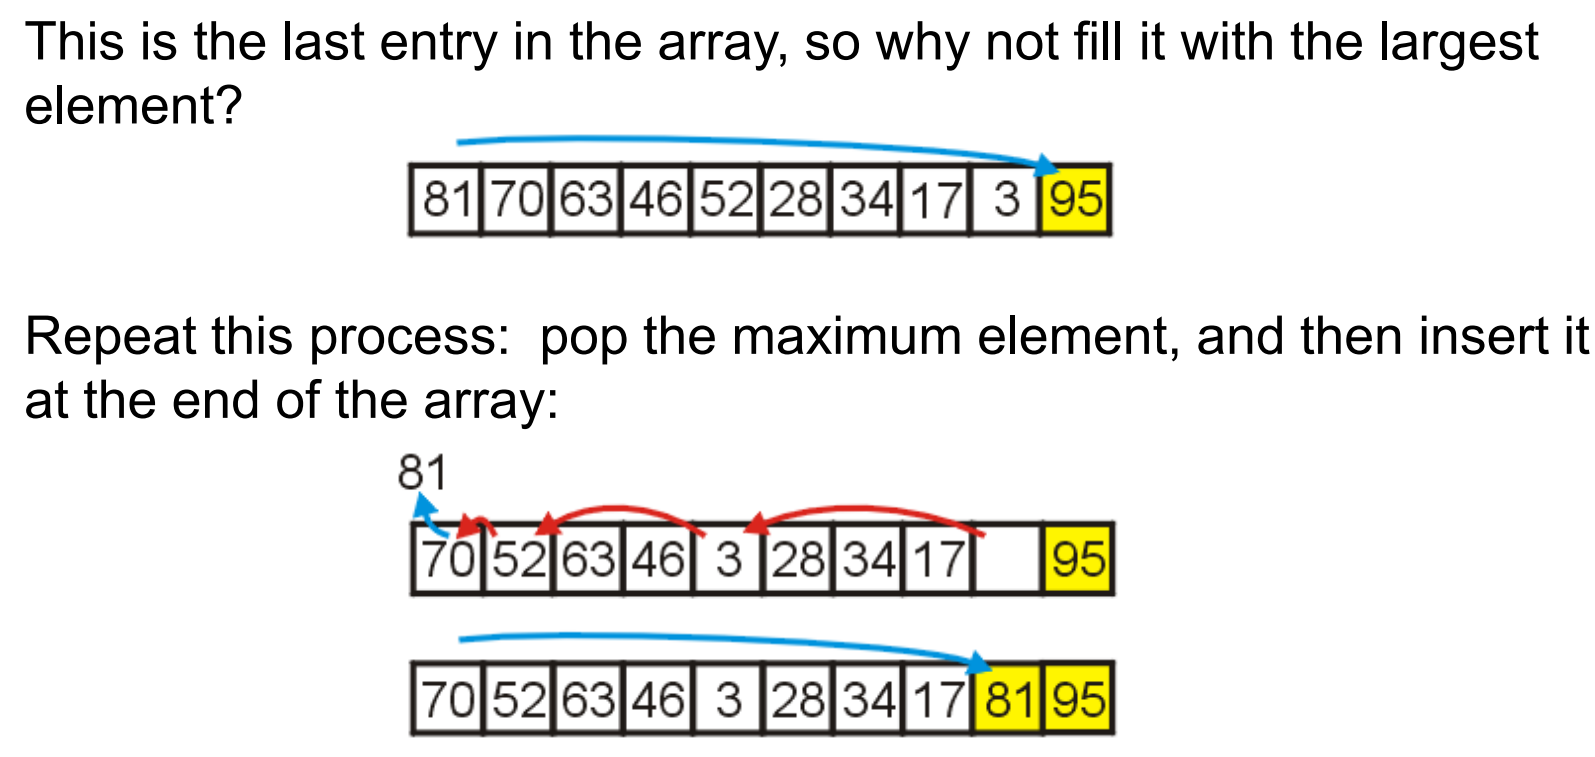 This is the last entry in the array, so why not fill it with the largest
element?
81 70 63 46 52 28 34 17 3 95
Repeat this process:  pop the maximum element, and then insert it
at the end of the array:
81
70 52 63 46 3 28 34 17 95
70 52 63 46 3 28 34 17 81 95